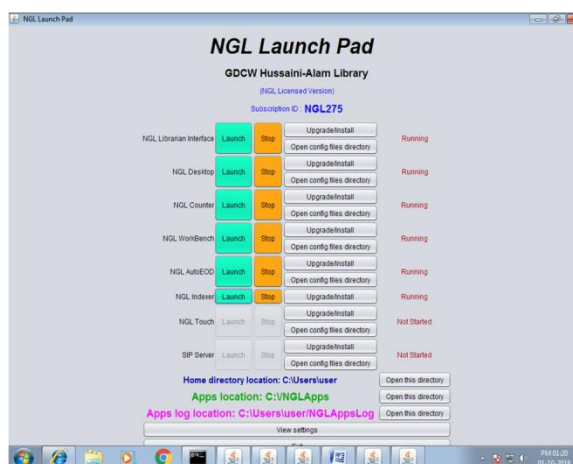 NGL Launch Pad
NGL Launch Pad
GDCW Hussaini-Alam Library
(NGL Licensed Version)
Subscription ID : NGL275
NGL Librarian Interface Launch Stop Upgrade/Install Running
Open config files directory
NGL Desktop Launch Stop Upgrade/Install Running
Open config files directory
NGL Counter Launch Stop Upgrade/Install Running
Open config files directory
NGL WorkBench Launch Stop Upgrade/Install Running
Open config files directory
NGL AutoEOD Launch Stop Upgrade/Install Running
Open config files directory
NGL Indexer Launch Stop Upgrade/Install Running
NGL Touch Launch Stop Upgrade/Install Not Started
Open config files directory
SIP Server Launch Stop Upgrade/Install Not Started
Open config files directory
Home directory location: C:\Users\user Open this directory
Apps location: C:\/NGLApps Open this directory
Apps log location: C:\Users\user/NGLAppsLog Open this directory
View settings
PM 01:20